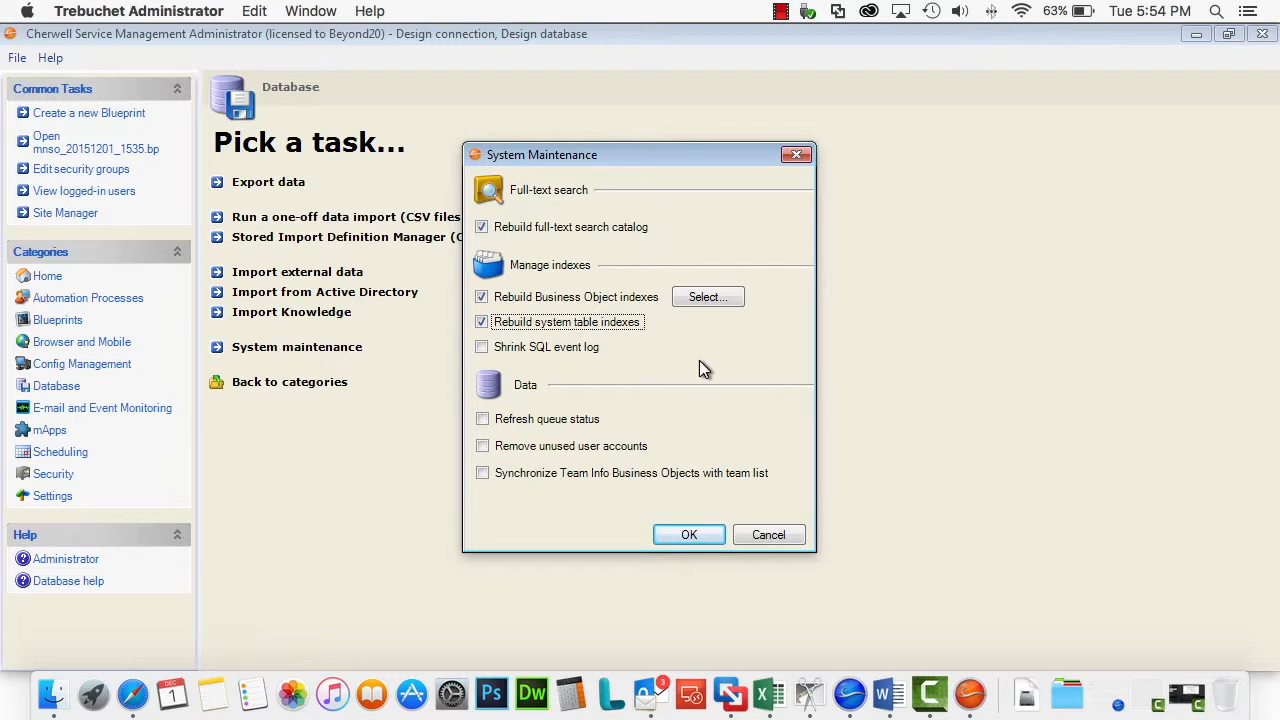 Trebuchet Administrator Edit Window Help 63% Tue 5:54 PM
Cherwell Service Management Administrator (licensed to Beyond20) - Design connection, Design database
File Help
Common Tasks
Create a new Blueprint
Open
mnso_20151201_1535.bp
Edit security groups
View logged-in users
Site Manager
Categories
Home
Automation Processes
Blueprints
Browser and Mobile
Config Management
Database
E-mail and Event Monitoring
mApps
Scheduling
Security
Settings
Help
Administrator
Database help
Database
Pick a task...
Export data
Run a one-off data import (CSV files
Stored Import Definition Manager (C
Import external data
Import from Active Directory
Import Knowledge
System maintenance
Back to categories
System Maintenance
Full-text search
Rebuild full-text search catalog
Manage indexes
Rebuild Business Object indexes Select...
Rebuild system table indexes
Shrink SQL event log
Data
Refresh queue status
Remove unused user accounts
Synchronize Team Info Business Objects with team list
OK Cancel
DEC
1
Ps
Dw
3